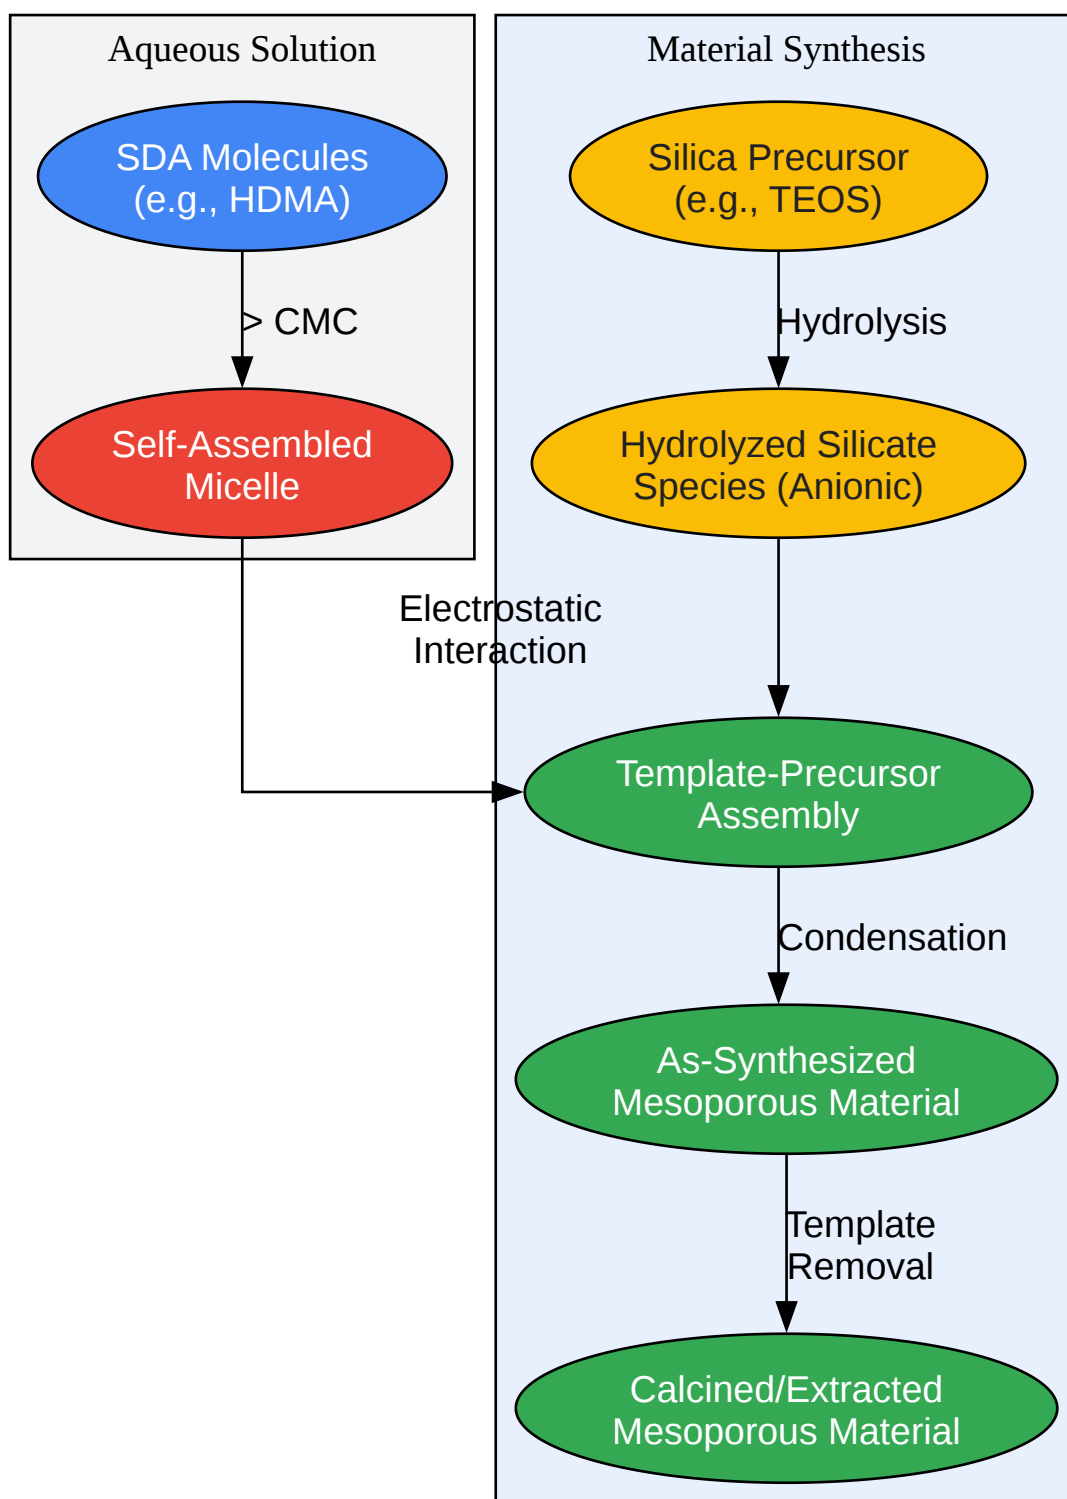 Aqueous Solution
SDA Molecules
(e.g., HDMA)
> CMC
Self-Assembled
Micelle
Electrostatic
Interaction
Material Synthesis
Silica Precursor
(e.g., TEOS)
Hydrolysis
Hydrolyzed Silicate
Species (Anionic)
Template-Precursor
Assembly
Condensation
As-Synthesized
Mesoporous Material
Template
Removal
Calcined/Extracted
Mesoporous Material